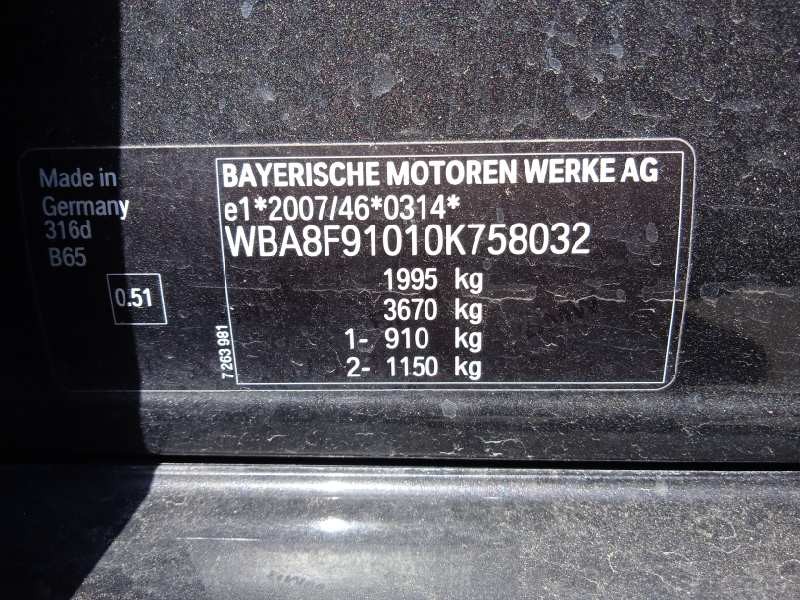 Made in
Germany
316d
B65
0.51
7 263 981
BAYERISCHE MOTOREN WERKE AG
e1*2007/46*0314*
WBA8F91010K758032
1995 kg
3670 kg
1- 910 kg
2- 1150 kg